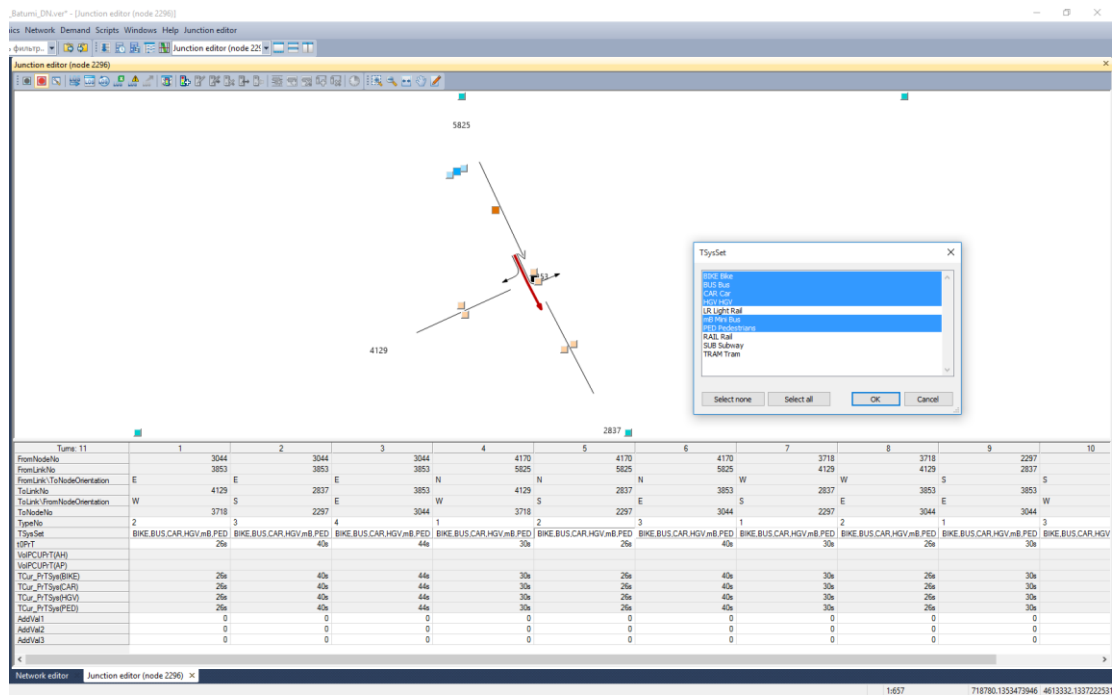 _Batumi_DN.ver* - [Junction editor (node 2296)]
ics Network Demand Scripts Windows Help Junction editor
фильтр.. Junction editor (node 229
Junction editor (node 2296)
5825
53
4129
2837
TSysSet
BIKE Bike
BUS Bus
CAR Car
HGV HGV
LR Light Rail
mB Mini Bus
PED Pedestrians
RAIL Rail
SUB Subway
TRAM Tram
Select none Select all OK Cancel
Turns: 11 1 2 3 4 5 6 7 8 9 10
FromNodeNo 3044 3044 3044 4170 4170 4170 3718 3718 2297
FromLinkNo 3853 3853 3853 5825 5825 5825 4129 4129 2837
FromLink\ToNodeOrientation E E E N N N W W S S
ToLinkNo 4129 2837 3853 4129 2837 3853 2837 3853 3853
ToLink\FromNodeOrientation W S E W S E S E E W
ToNodeNo 3718 2297 3044 3718 2297 3044 2297 3044 3044
TypeNo 2 3 4 1 2 3 1 2 1 3
TSysSet BIKE,BUS,CAR,HGV,mB,PED BIKE,BUS,CAR,HGV,mB,PED BIKE,BUS,CAR,HGV,mB,PED BIKE,BUS,CAR,HGV,mB,PED BIKE,BUS,CAR,HGV,mB,PED BIKE,BUS,CAR,HGV,mB,PED BIKE,BUS,CAR,HGV,mB,PED BIKE,BUS,CAR,HGV,mB,PED BIKE,BUS,CAR,HGV,mB,PED BIKE,BUS,CAR,HGV
t0PrT 26s 40s 44s 30s 26s 40s 30s 26s 30s
VolPCUPrT(AH)
VolPCUPrT(AP)
TCur_PrTSys(BIKE) 26s 40s 44s 30s 26s 40s 30s 26s 30s
TCur_PrTSys(CAR) 26s 40s 44s 30s 26s 40s 30s 26s 30s
TCur_PrTSys(HGV) 26s 40s 44s 30s 26s 40s 30s 26s 30s
TCur_PrTSys(PED) 26s 40s 44s 30s 26s 40s 30s 26s 30s
AddVal1 0 0 0 0 0 0 0 0 0
AddVal2 0 0 0 0 0 0 0 0 0
AddVal3 0 0 0 0 0 0 0 0 0
Network editor Junction editor (node 2296)
1:657 718780.1353473946 4613332.133722253